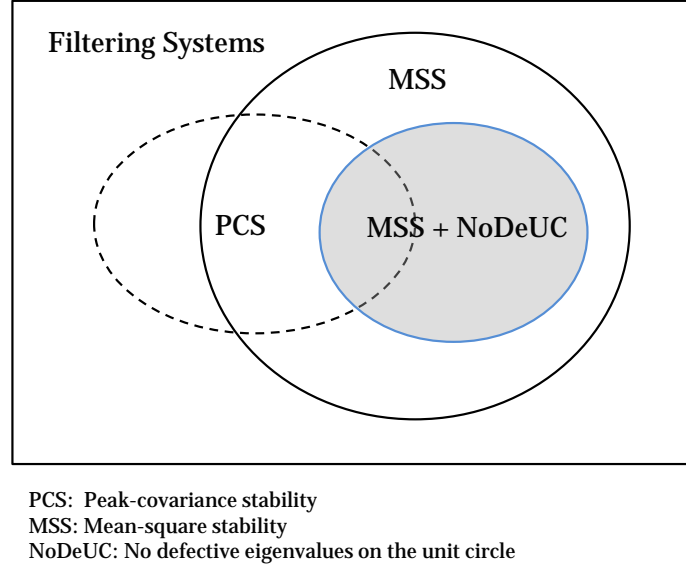 Filtering Systems
MSS
PCS
MSS + NoDeUC
PCS: Peak-covariance stability
MSS: Mean-square stability
NoDeUC: No defective eigenvalues on the unit circle